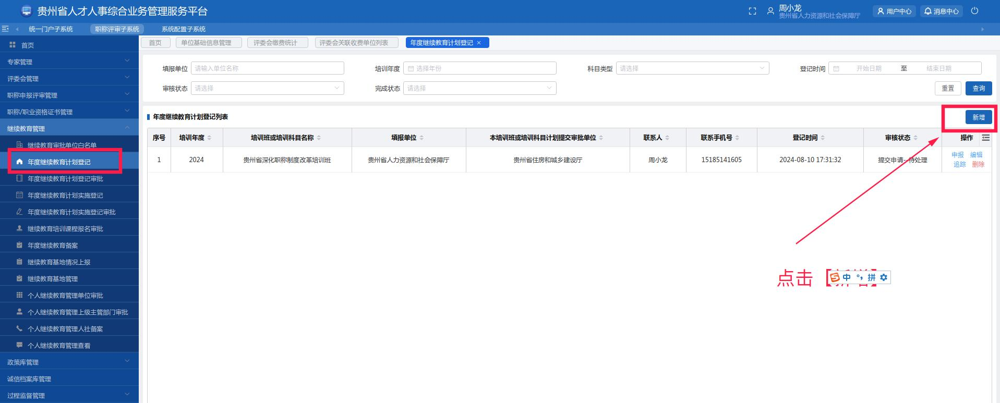 贵州省人才人事综合业务管理服务平台
周小龙
贵州省人力资源和社会保障厅
用户中心
消息中心
统一门户子系统
职称评审子系统
系统配置子系统
首页
专家管理
评委会管理
职称申报评审管理
职称/职业资格证书管理
继续教育管理
继续教育审批单位白名单
年度继续教育计划登记
年度继续教育计划登记审批
年度继续教育计划实施登记
年度继续教育计划实施登记审批
继续教育培训课程报名审批
年度继续教育备案
继续教育基地情况上报
继续教育基地管理
个人继续教育管理单位审批
个人继续教育管理上级主管部门审批
个人继续教育管理人社备案
个人继续教育管理查看
政策库管理
诚信档案库管理
过程监督管理
首页 单位基础信息管理 评委会缴费统计 评委会关联收费单位列表 年度继续教育计划登记 ×
填报单位 请输入单位名称 培训年度 选择年份 科目类型 请选择 登记时间 开始日期 至 结束日期
审核状态 请选择 完成状态 请选择 重置 查询
年度继续教育计划登记列表 新增
序号 培训年度 培训班或培训科目名称 填报单位 本培训班或培训科目计划提交审批单位 联系人 联系手机号 登记时间 审核状态 操作
1 2024 贵州省深化职称制度改革培训班 贵州省人力资源和社会保障厅 贵州省住房和城乡建设厅 周小龙 15185141605 2024-08-10 17:31:32 提交申请--待处理 申报 编辑
追踪 删除
点击【
中 °, 拼